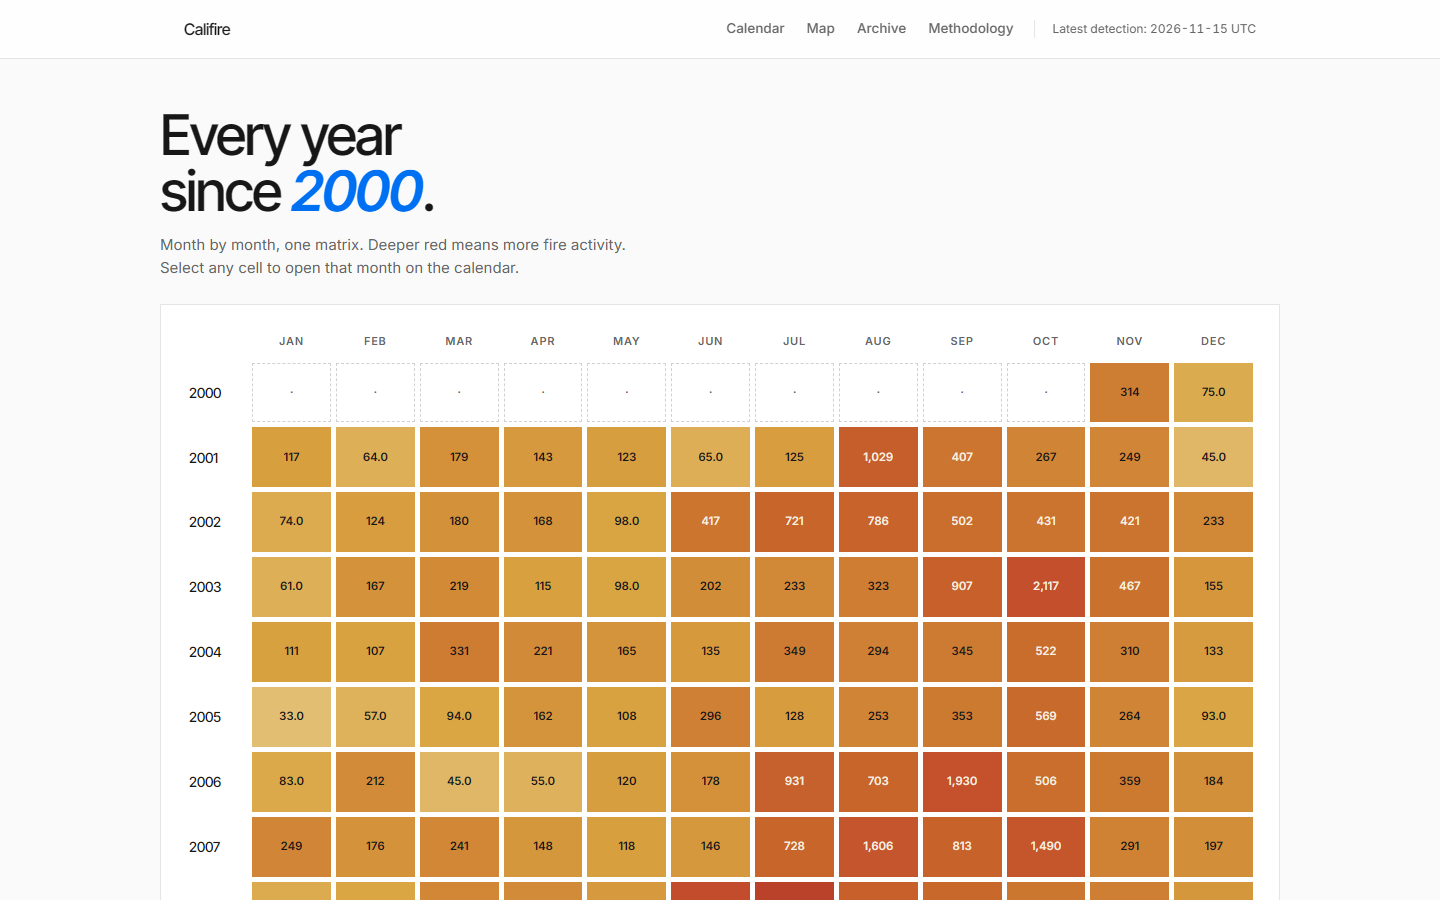 Califire
Calendar Map Archive Methodology Latest detection: 2026-11-15 UTC
Every year
since 2000.
Month by month, one matrix. Deeper red means more fire activity.
Select any cell to open that month on the calendar.
JAN FEB MAR APR MAY JUN JUL AUG SEP OCT NOV DEC
2000 · · · · · · · · · · 314 75.0
2001 117 64.0 179 143 123 65.0 125 1,029 407 267 249 45.0
2002 74.0 124 180 168 98.0 417 721 786 502 431 421 233
2003 61.0 167 219 115 98.0 202 233 323 907 2,117 467 155
2004 111 107 331 221 165 135 349 294 345 522 310 133
2005 33.0 57.0 94.0 162 108 296 128 253 353 569 264 93.0
2006 83.0 212 45.0 55.0 120 178 931 703 1,930 506 359 184
2007 249 176 241 148 118 146 728 1,606 813 1,490 291 197